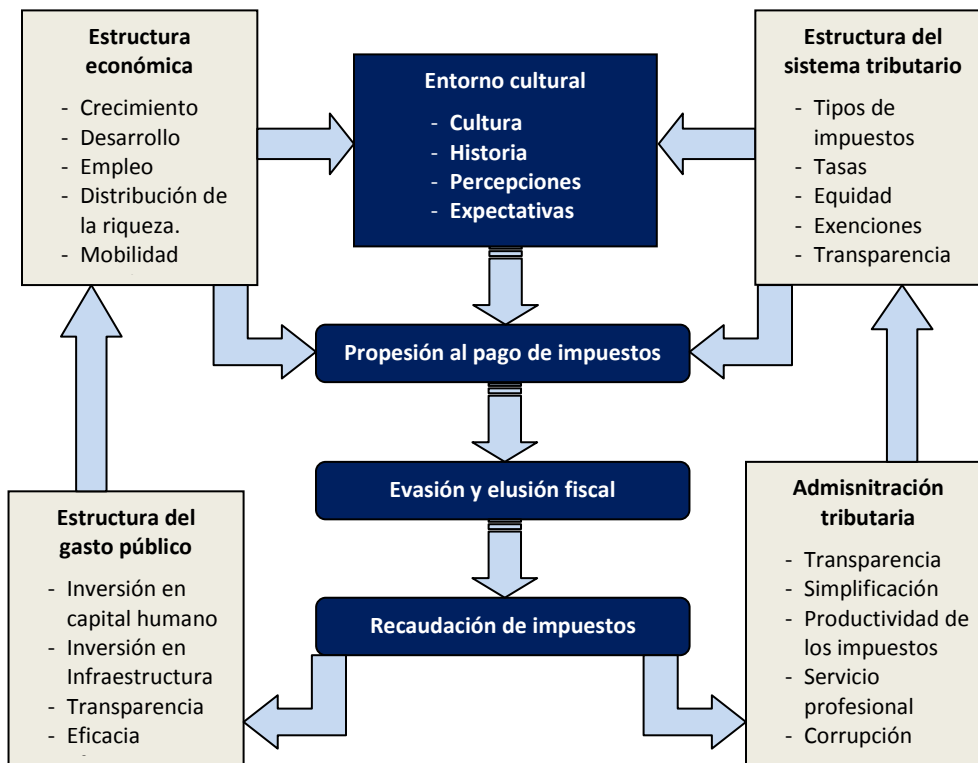 Estructura
económica
- Crecimiento
- Desarrollo
- Empleo
- Distribución de
la riqueza.
- Mobilidad
Entorno cultural
- Cultura
- Historia
- Percepciones
- Expectativas
Estructura del
sistema tributario
- Tipos de
impuestos
- Tasas
- Equidad
- Exenciones
- Transparencia
Propesión al pago de impuestos
Evasión y elusión fiscal
Estructura del
gasto público
- Inversión en
capital humano
- Inversión en
Infraestructura
- Transparencia
- Eficacia
Recaudación de impuestos
Admisnitración
tributaria
- Transparencia
- Simplificación
- Productividad de
los impuestos
- Servicio
profesional
- Corrupción